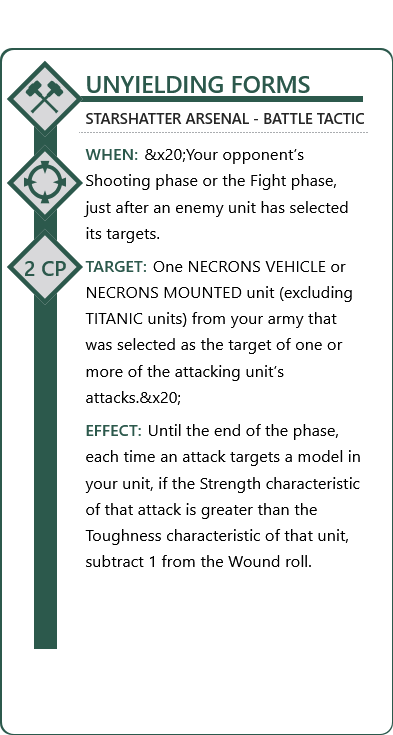 UNYIELDING FORMS
STARSHATTER ARSENAL - BATTLE TACTIC
WHEN: &x20;Your opponent’s
Shooting phase or the Fight phase,
just after an enemy unit has selected
its targets.
2 CP
TARGET: One NECRONS VEHICLE or
NECRONS MOUNTED unit (excluding
TITANIC units) from your army that
was selected as the target of one or
more of the attacking unit’s
attacks.&x20;
EFFECT: Until the end of the phase,
each time an attack targets a model in
your unit, if the Strength characteristic
of that attack is greater than the
Toughness characteristic of that unit,
subtract 1 from the Wound roll.